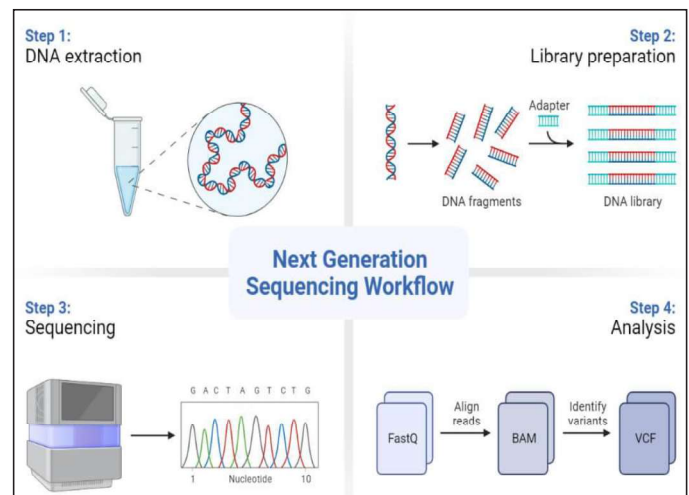 Step 1:
DNA extraction
Step 2:
Library preparation
Adapter
DNA fragments
DNA library
Next Generation
Sequencing Workflow
Step 3:
Sequencing
G A C T A G T C T G
1 Nucleotide 10
Step 4:
Analysis
FastQ
Align
reads
BAM
Identify
variants
VCF